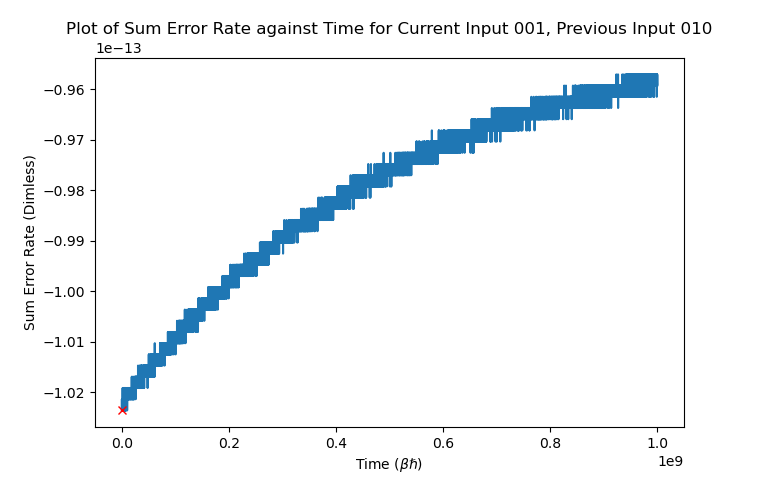 Plot of Sum Error Rate against Time for Current Input 001, Previous Input 010
1e−13
−0.96
−0.97
−0.98
−0.99
−1.00
−1.01
−1.02
Sum Error Rate (Dimless)
0.0 0.2 0.4 0.6 0.8 1.0
1e9
Time (βℏ)